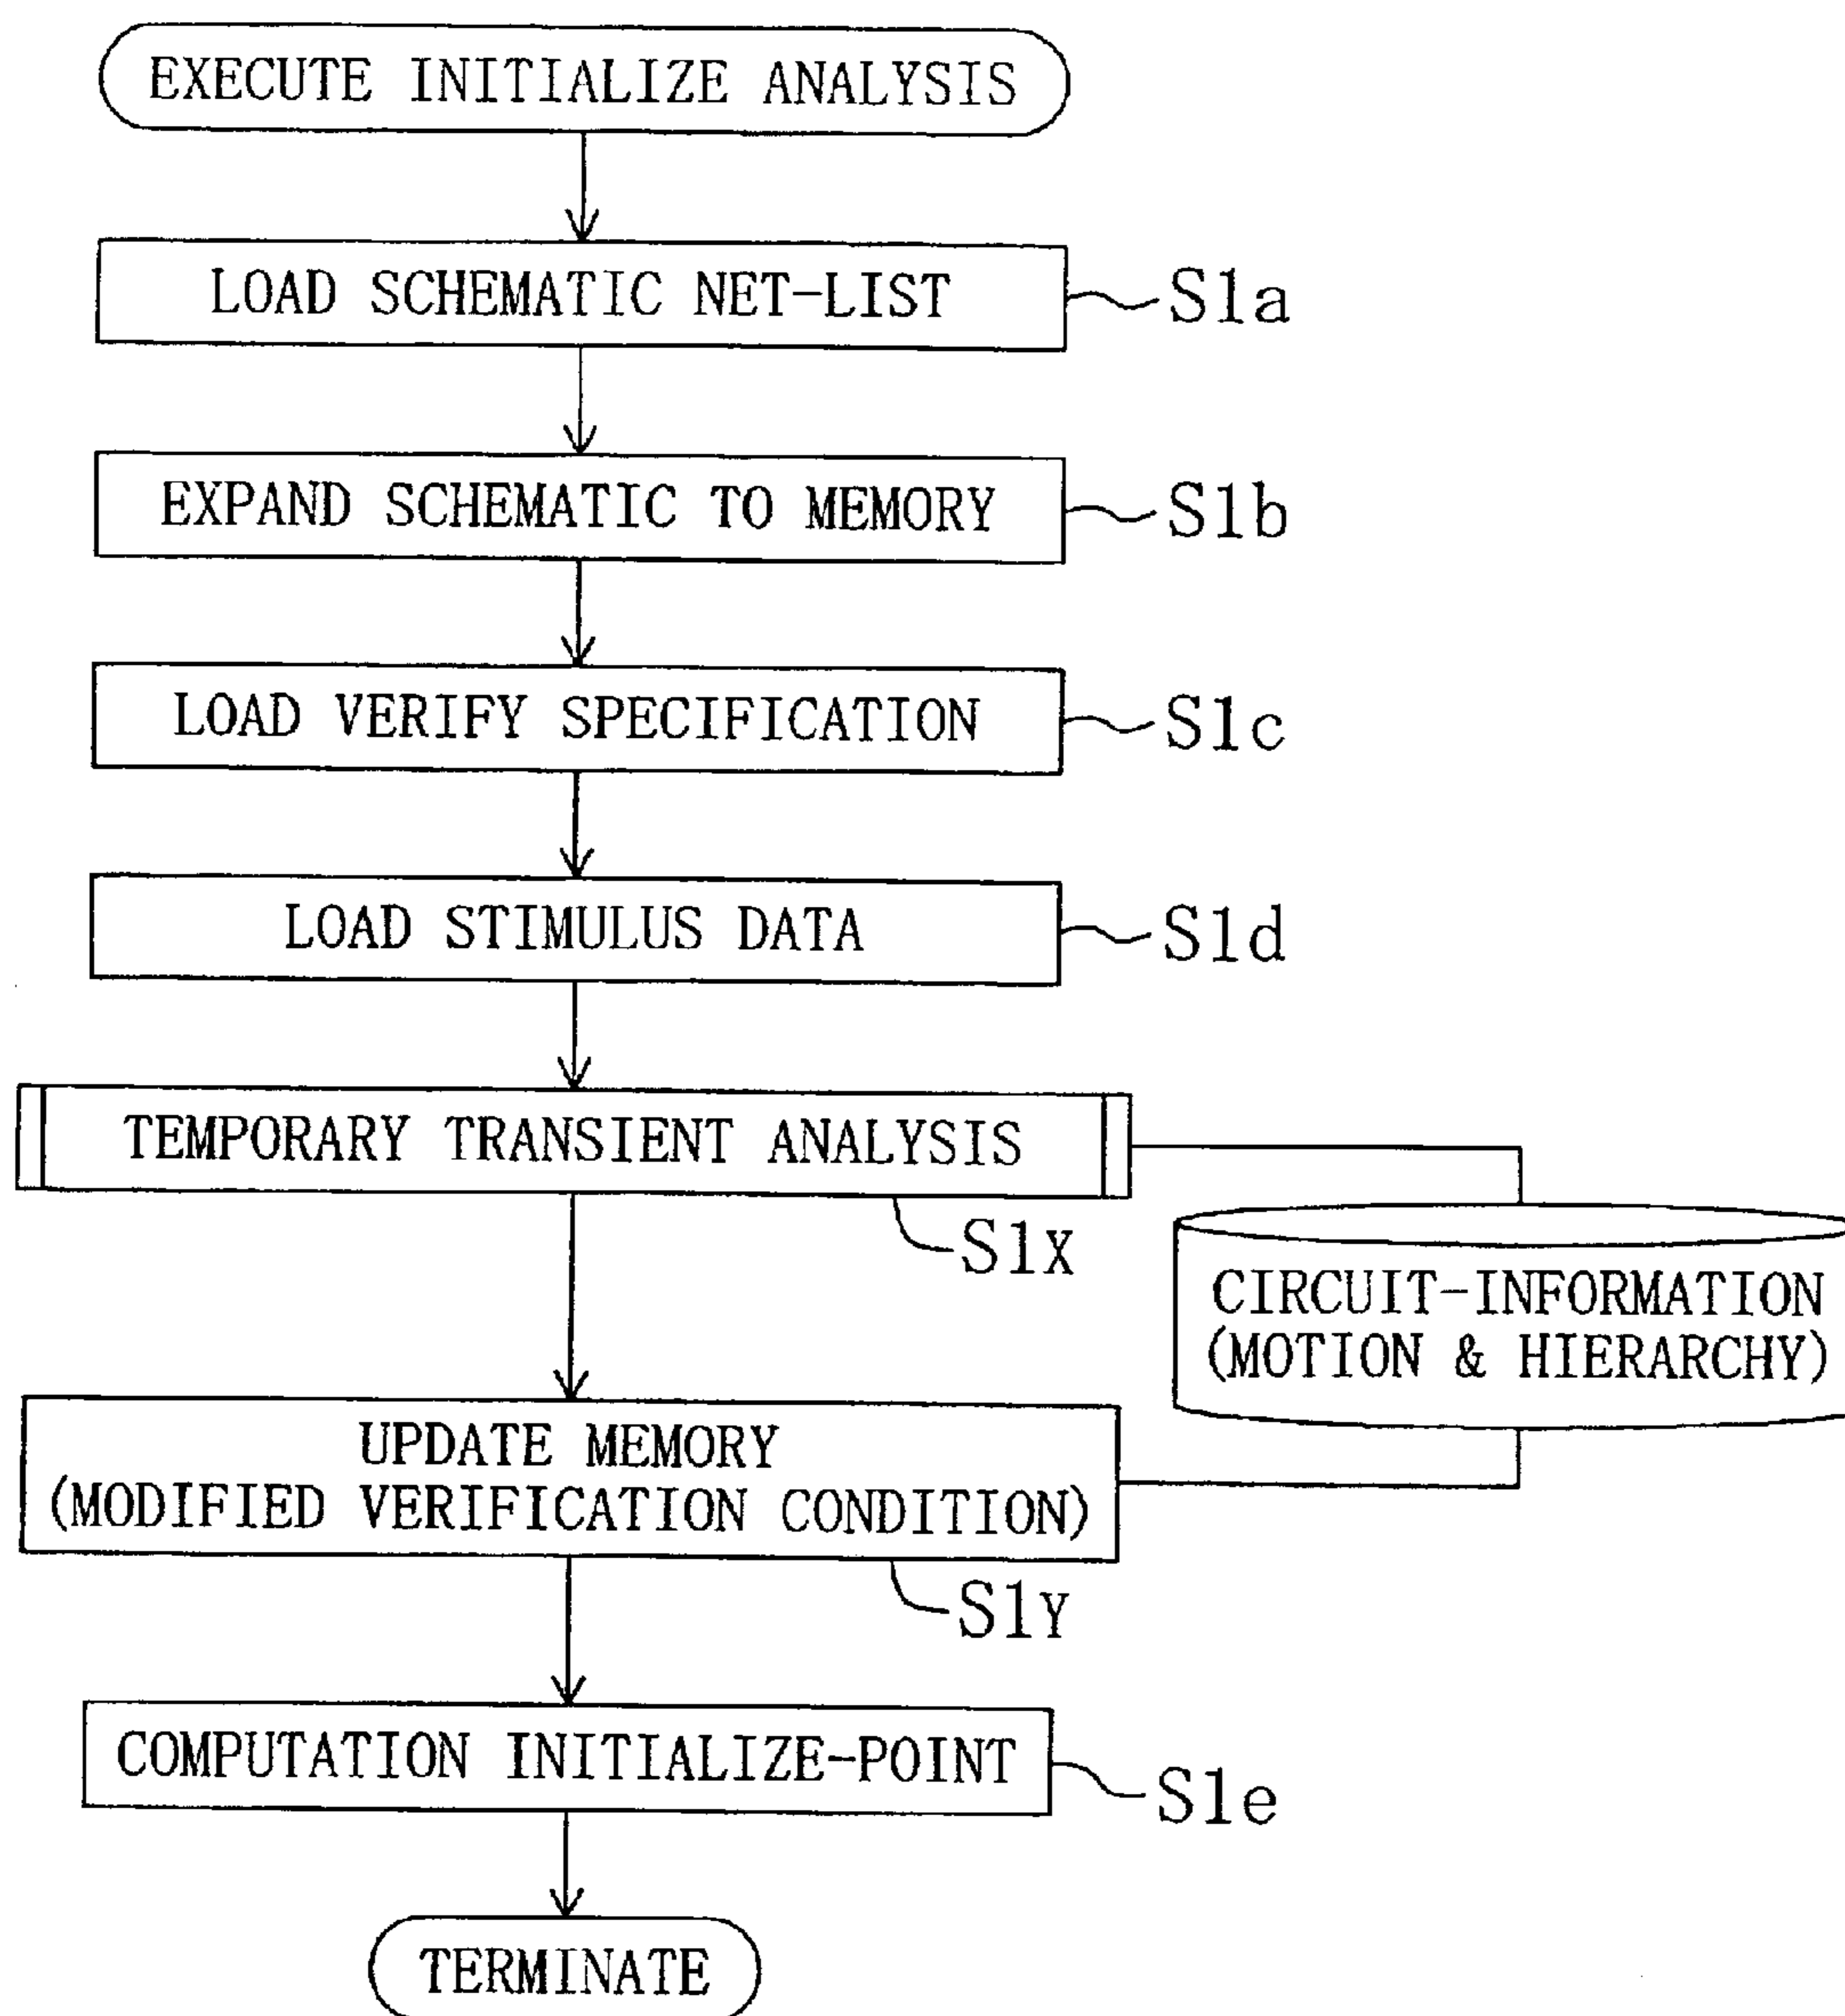 EXECUTE INITIALIZE ANALYSIS
LOAD SCHEMATIC NET-LIST
S1a
EXPAND SCHEMATIC TO MEMORY
S1b
LOAD VERIFY SPECIFICATION
S1c
LOAD STIMULUS DATA
S1d
TEMPORARY TRANSIENT ANALYSIS
S1X
CIRCUIT-INFORMATION
(MOTION & HIERARCHY)
UPDATE MEMORY
(MODIFIED VERIFICATION CONDITION)
S1Y
COMPUTATION INITIALIZE-POINT
S1e
TERMINATE